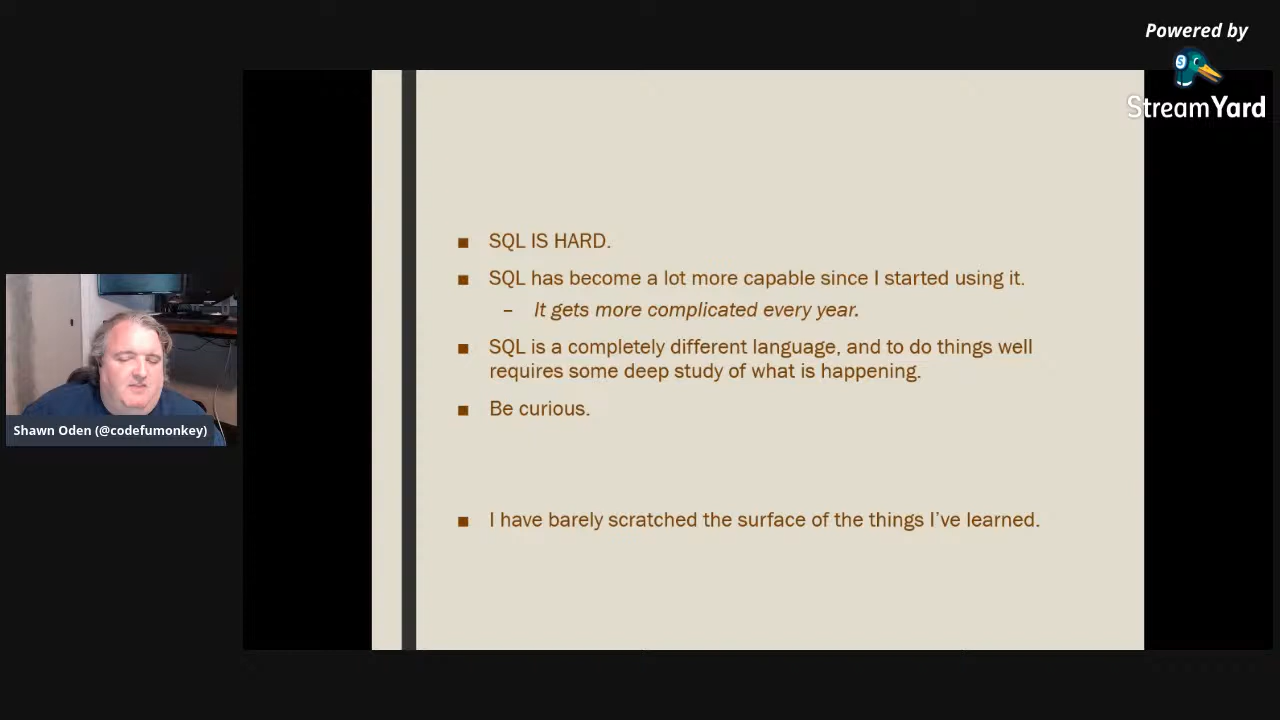 Powered by
StreamYard
SQL IS HARD.
SQL has become a lot more capable since I started using it.
– It gets more complicated every year.
SQL is a completely different language, and to do things well
requires some deep study of what is happening.
Be curious.
I have barely scratched the surface of the things I've learned.
Shawn Oden (@codefumonkey)